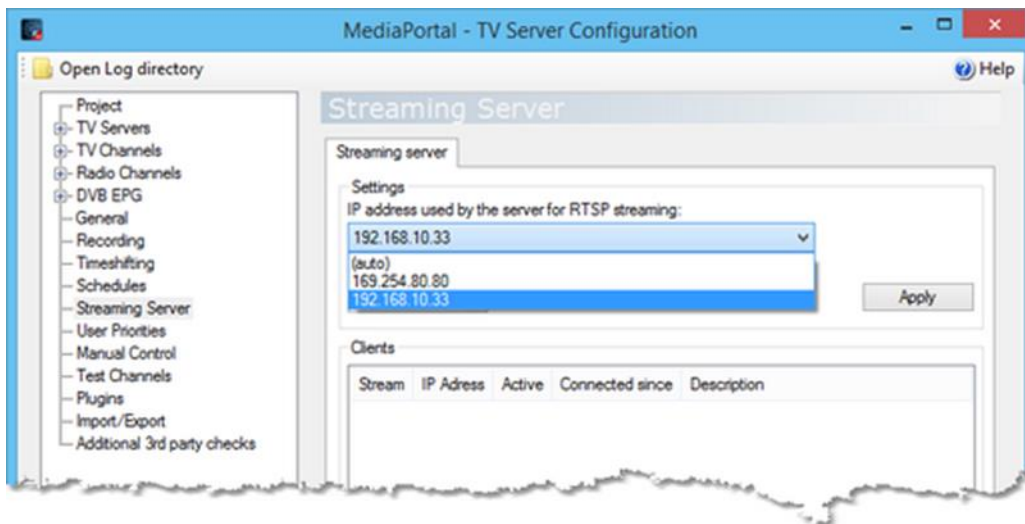 MediaPortal - TV Server Configuration
Open Log directory
Help
Project
TV Servers
TV Channels
Radio Channels
DVB EPG
General
Recording
Timeshifting
Schedules
Streaming Server
User Priorities
Manual Control
Test Channels
Plugins
Import/Export
Additional 3rd party checks
Streaming Server
Streaming server
Settings
IP address used by the server for RTSP streaming:
192.168.10.33
(auto)
169.254.80.80
192.168.10.33
Apply
Clients
Stream IP Adress Active Connected since Description